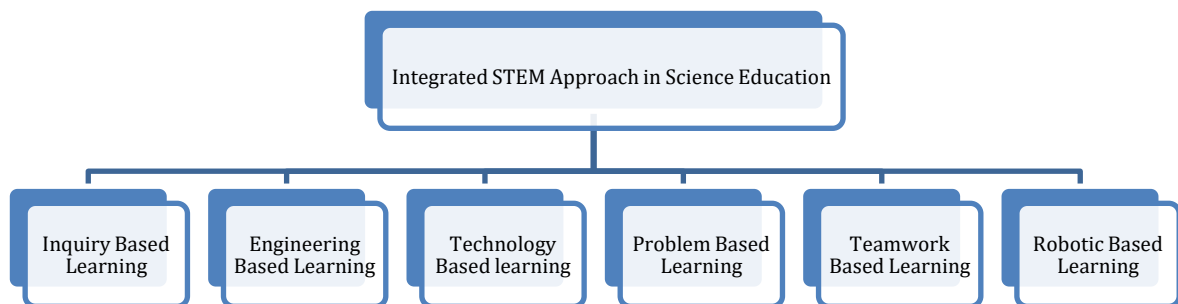 Integrated STEM Approach in Science Education
Inquiry Based
Learning
Engineering
Based Learning
Technology
Based learning
Problem Based
Learning
Teamwork
Based Learning
Robotic Based
Learning